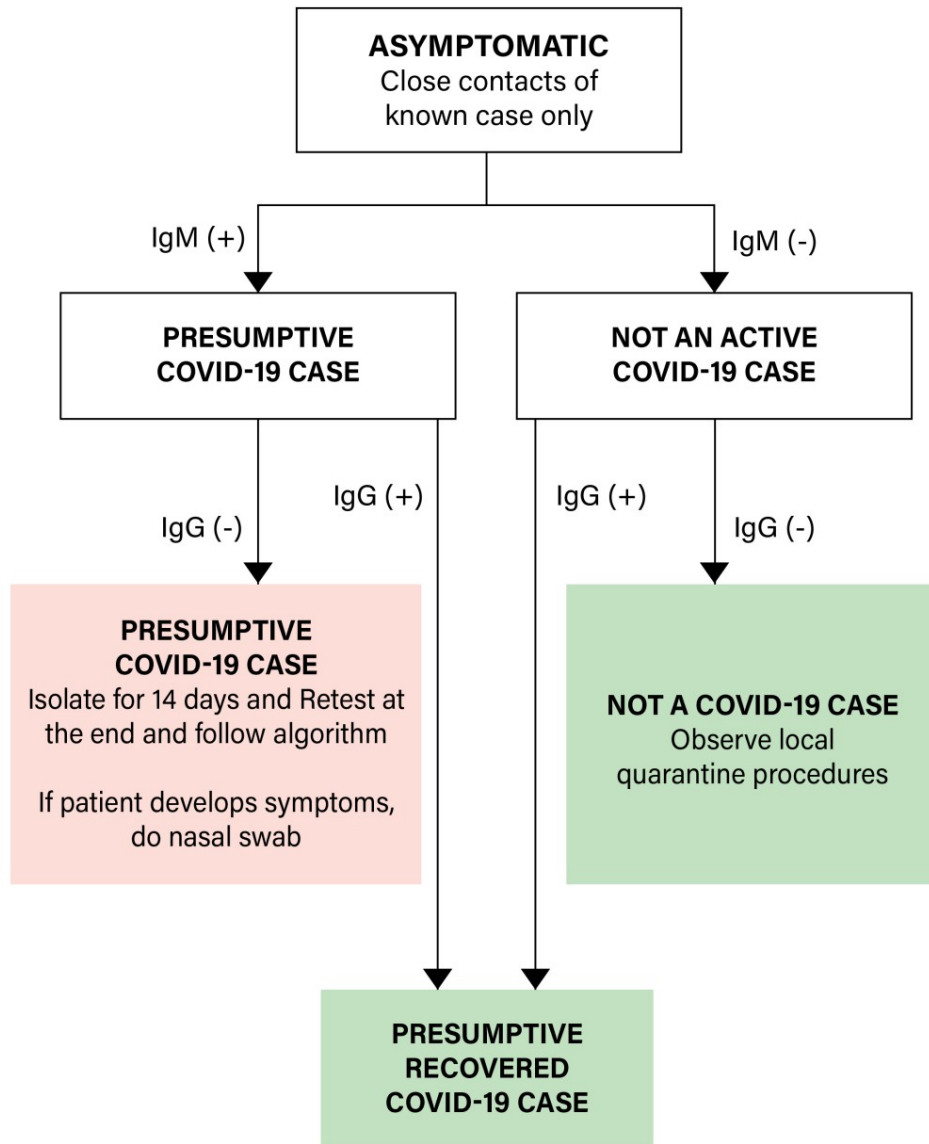 ASYMPTOMATIC
Close contacts of
known case only
IgM (+)
IgM (-)
PRESUMPTIVE
COVID-19 CASE
NOT AN ACTIVE
COVID-19 CASE
IgG (-)
IgG (+)
IgG (+)
IgG (-)
PRESUMPTIVE
COVID-19 CASE
Isolate for 14 days and Retest at
the end and follow algorithm
If patient develops symptoms,
do nasal swab
NOT A COVID-19 CASE
Observe local
quarantine procedures
PRESUMPTIVE
RECOVERED
COVID-19 CASE